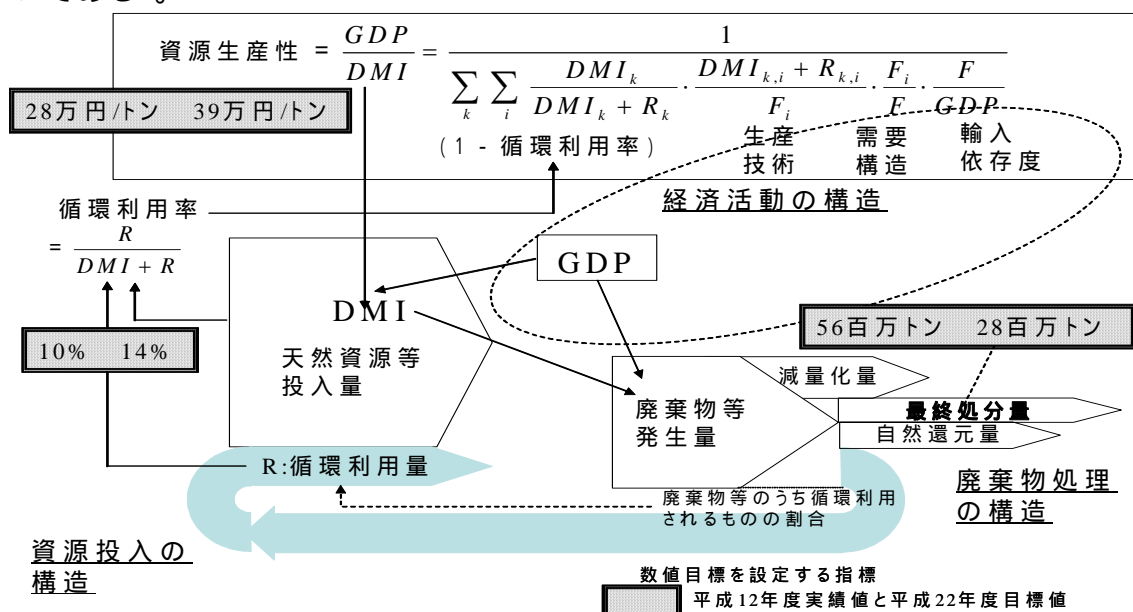 資源生産性 = GDP / DMI = 1 / ( Σ_k Σ_i DMI_k / (DMI_k + R_k) · (DMI_{k,i} + R_{k,i}) / F_i · F_i / F · F / GDP )
28万円/トン 39万円/トン
(1 - 循環利用率)
生産技術
需要構造
輸入依存度
経済活動の構造
循環利用率
= R / (DMI + R)
GDP
DMI
56百万トン 28百万トン
10% 14%
天然資源等
投入量
減量化量
廃棄物等
発生量
最終処分量
自然還元量
R:循環利用量
廃棄物等のうち循環利用
されるものの割合
廃棄物処理
の構造
資源投入の
構造
数値目標を設定する指標
平成12年度実績値と平成22年度目標値